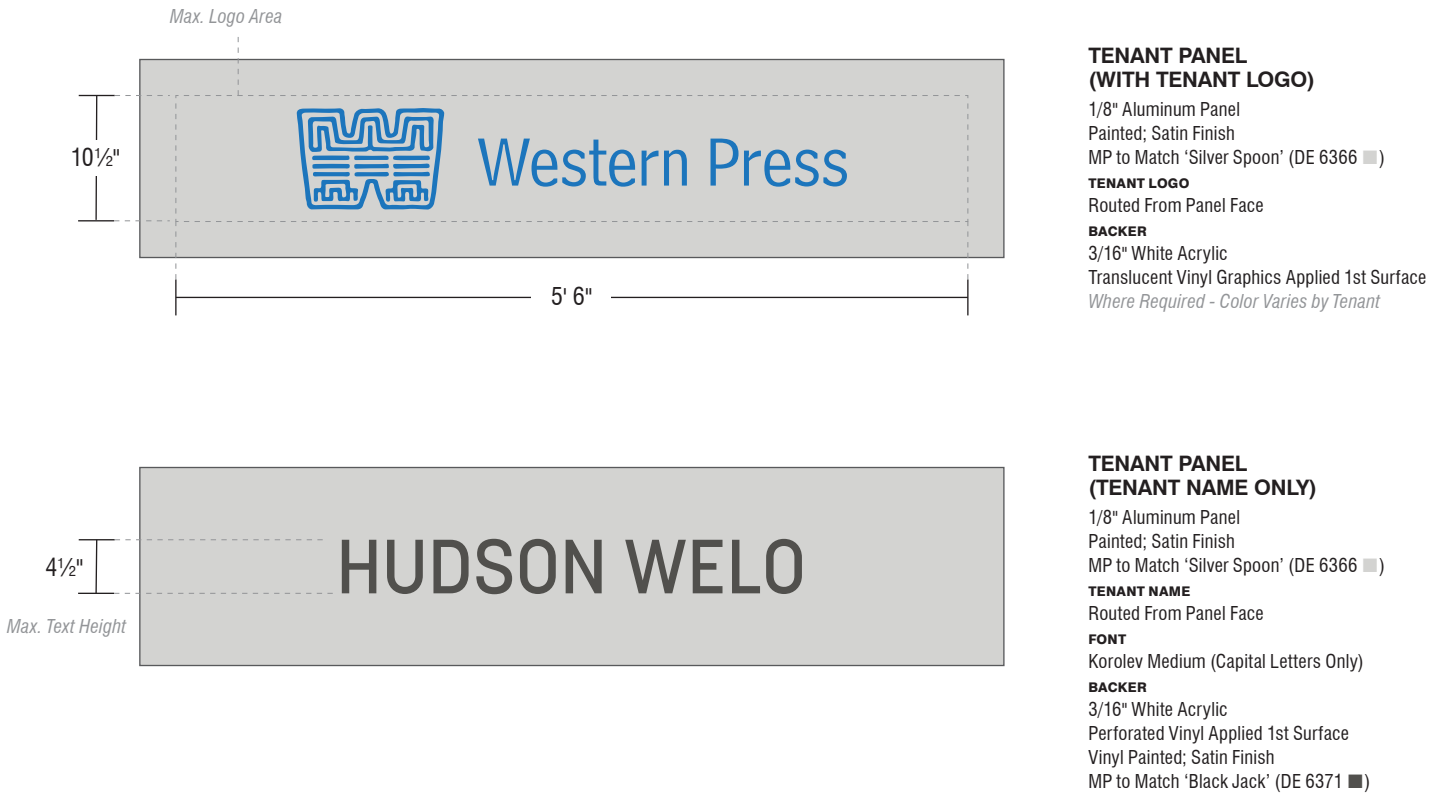 Max. Logo Area
10½"
Western Press
5' 6"
TENANT PANEL
(WITH TENANT LOGO)
1/8" Aluminum Panel
Painted; Satin Finish
MP to Match ‘Silver Spoon’ (DE 6366 )
TENANT LOGO
Routed From Panel Face
BACKER
3/16" White Acrylic
Translucent Vinyl Graphics Applied 1st Surface
Where Required - Color Varies by Tenant
4½"
Max. Text Height
HUDSON WELO
TENANT PANEL
(TENANT NAME ONLY)
1/8" Aluminum Panel
Painted; Satin Finish
MP to Match ‘Silver Spoon’ (DE 6366 )
TENANT NAME
Routed From Panel Face
FONT
Korolev Medium (Capital Letters Only)
BACKER
3/16" White Acrylic
Perforated Vinyl Applied 1st Surface
Vinyl Painted; Satin Finish
MP to Match ‘Black Jack’ (DE 6371 )